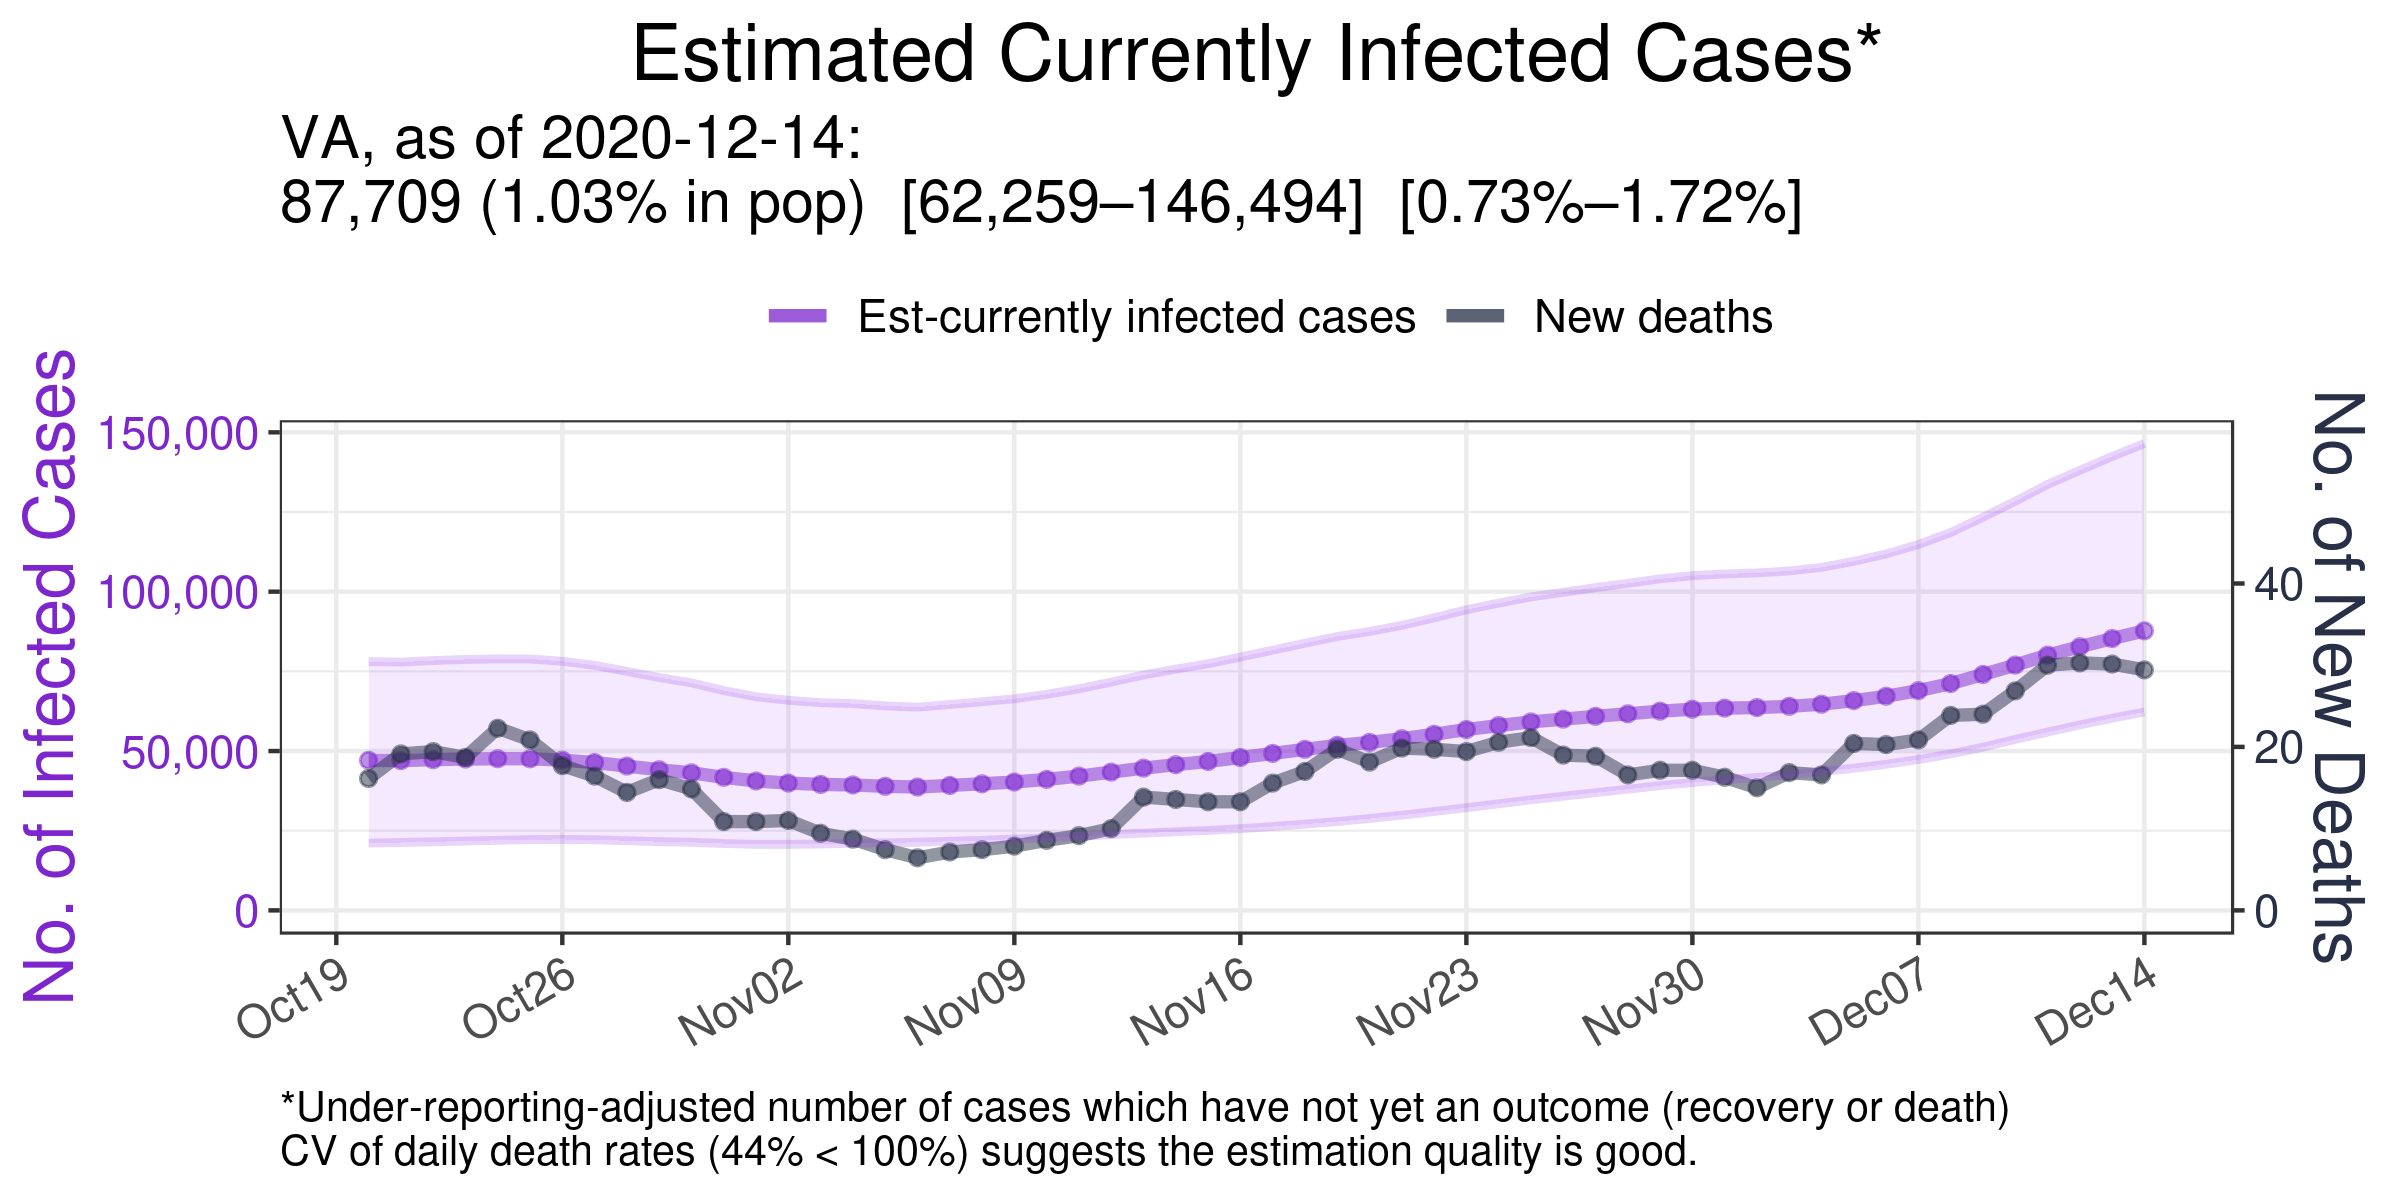 Estimated Currently Infected Cases*
VA, as of 2020-12-14:
87,709 (1.03% in pop)  [62,259–146,494]  [0.73%–1.72%]
Est-currently infected cases
New deaths
No. of Infected Cases
150,000
100,000
50,000
0
No. of New Deaths
40
20
0
Oct19
Oct26
Nov02
Nov09
Nov16
Nov23
Nov30
Dec07
Dec14
*Under-reporting-adjusted number of cases which have not yet an outcome (recovery or death)
CV of daily death rates (44% < 100%) suggests the estimation quality is good.